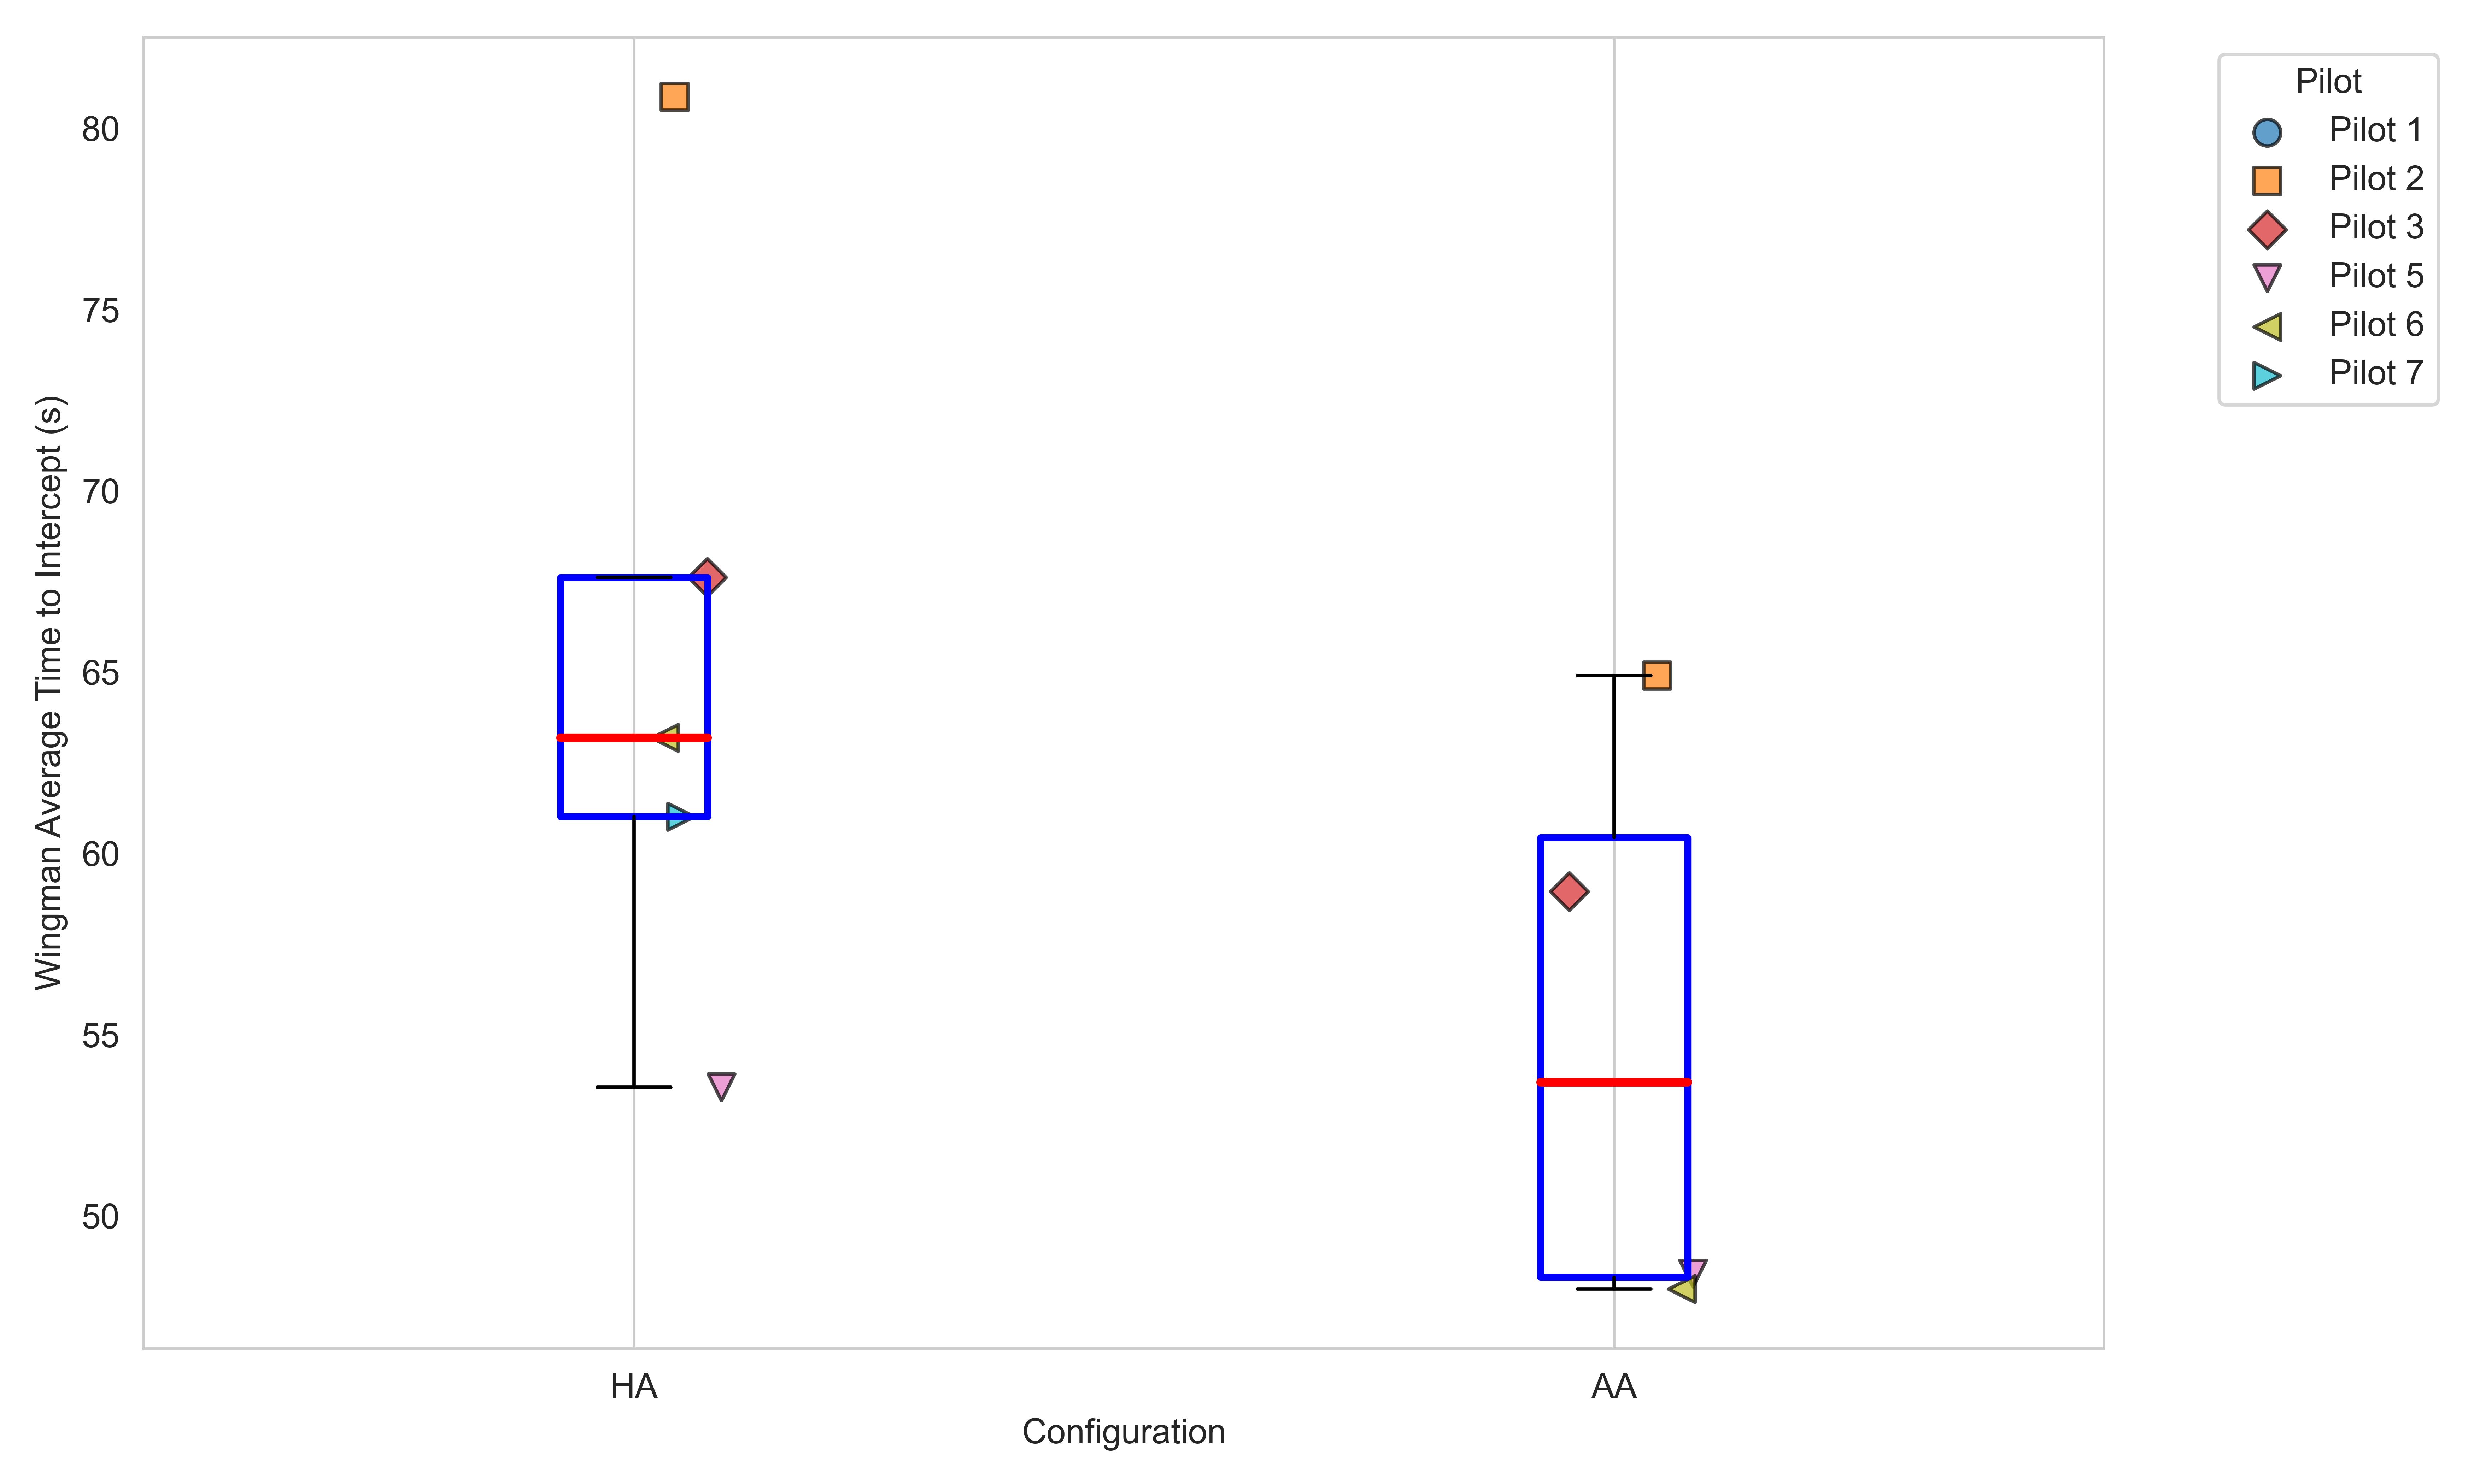 Pilot
Pilot 1
Pilot 2
Pilot 3
Pilot 5
Pilot 6
Pilot 7
80
75
70
65
60
55
50
Wingman Average Time to Intercept (s)
HA
AA
Configuration